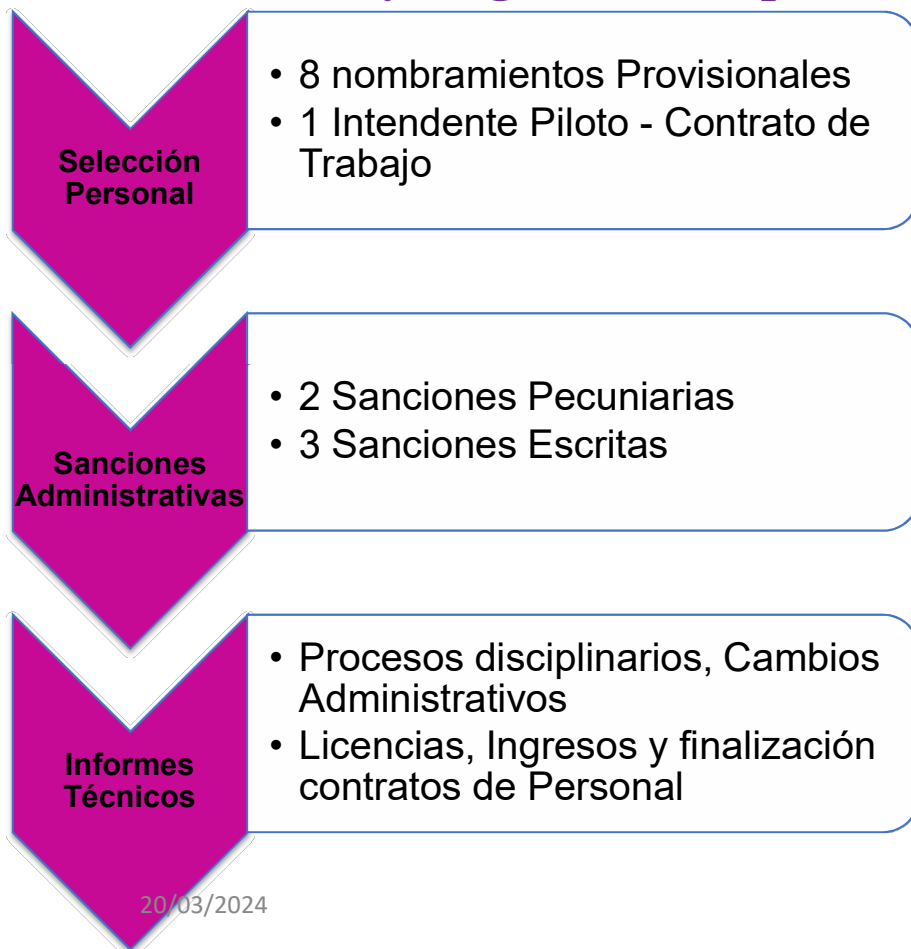 Selección
Personal
• 8 nombramientos Provisionales
• 1 Intendente Piloto - Contrato de
Trabajo
Sanciones
Administrativas
• 2 Sanciones Pecuniarias
• 3 Sanciones Escritas
Informes
Técnicos
• Procesos disciplinarios, Cambios
Administrativos
• Licencias, Ingresos y finalización
contratos de Personal
20/03/2024